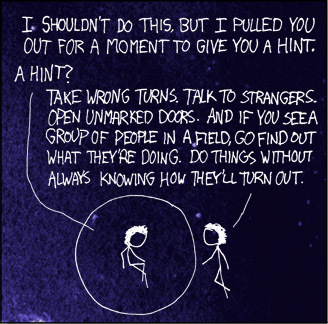 I SHOULDN'T DO THIS, BUT I PULLED YOU
OUT FOR A MOMENT TO GIVE YOU A HINT.
A HINT?
TAKE WRONG TURNS. TALK TO STRANGERS.
OPEN UNMARKED DOORS. AND IF YOU SEE A
GROUP OF PEOPLE IN A FIELD, GO FIND OUT
WHAT THEY'RE DOING. DO THINGS WITHOUT
ALWAYS KNOWING HOW THEY'LL TURN OUT.